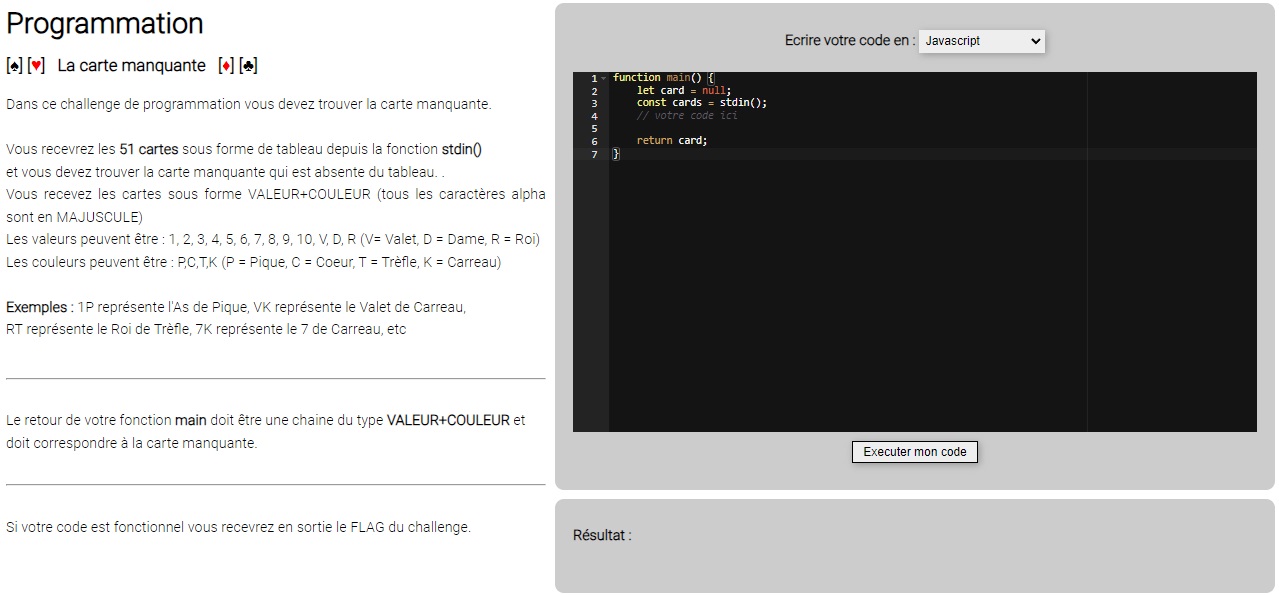 Programmation
[♠] [♥] La carte manquante [♦] [♣]
Dans ce challenge de programmation vous devez trouver la carte manquante.
Vous recevrez les 51 cartes sous forme de tableau depuis la fonction stdin()
et vous devez trouver la carte manquante qui est absente du tableau. .
Vous recevez les cartes sous forme VALEUR+COULEUR (tous les caractères alpha
sont en MAJUSCULE)
Les valeurs peuvent être : 1, 2, 3, 4, 5, 6, 7, 8, 9, 10, V, D, R (V= Valet, D = Dame, R = Roi)
Les couleurs peuvent être : P,C,T,K (P = Pique, C = Coeur, T = Trèfle, K = Carreau)
Exemples : 1P représente l'As de Pique, VK représente le Valet de Carreau,
RT représente le Roi de Trèfle, 7K représente le 7 de Carreau, etc
Le retour de votre fonction main doit être une chaine du type VALEUR+COULEUR et
doit correspondre à la carte manquante.
Si votre code est fonctionnel vous recevrez en sortie le FLAG du challenge.
Ecrire votre code en : Javascript
1 function main() {
2 let card = null;
3 const cards = stdin();
4 // votre code ici
5
6 return card;
7 }
Executer mon code
Résultat :